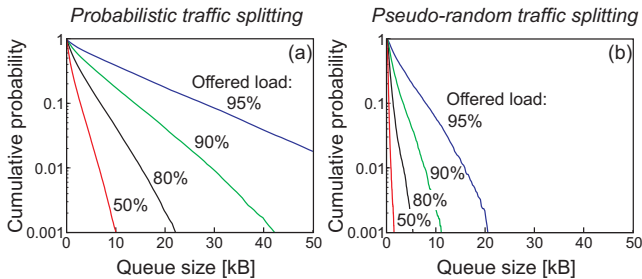 Probabilistic traffic splitting
Pseudo-random traffic splitting
Cumulative probability
1
0.1
0.01
0.001
(a)
Offered load:
95%
90%
80%
50%
0
10
20
30
40
50
Queue size [kB]
Cumulative probability
1
0.1
0.01
0.001
(b)
Offered load:
95%
90%
80%
50%
0
10
20
30
40
50
Queue size [kB]